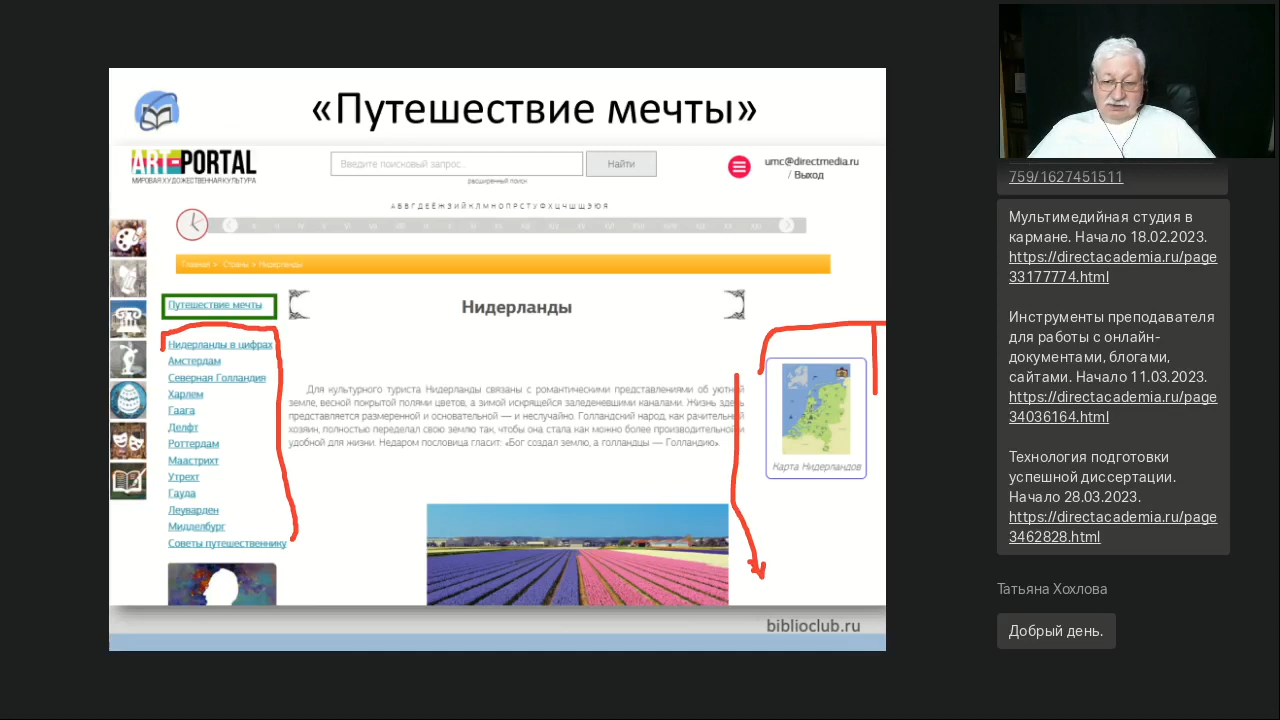 «Путешествие мечты»
ART-PORTAL
МИРОВАЯ ХУДОЖЕСТВЕННАЯ КУЛЬТУРА
Введите поисковый запрос...
Найти
расширенный поиск
umc@directmedia.ru
/ Выход
А Б В Г Д Е Ё Ж З И Й К Л М Н О П Р С Т У Ф Х Ц Ч Ш Щ Э Ю Я
Главная > Страны > Нидерланды
Путешествие мечты
Нидерланды в цифрах
Амстердам
Северная Голландия
Харлем
Гаага
Делфт
Роттердам
Маастрихт
Утрехт
Гауда
Леуварден
Мидделбург
Советы путешественнику
Нидерланды
Для культурного туриста Нидерланды связаны с романтическими представлениями об уютной
земле, весной покрытой полями цветов, а зимой искрящейся заледеневшими каналами. Жизнь здесь
представляется размеренной и основательной — и неслучайно. Голландский народ, как рачительный
хозяин, полностью переделал свою землю так, чтобы она стала как можно более производительной и
удобной для жизни. Недаром пословица гласит: «Бог создал землю, а голландцы — Голландию».
Карта Нидерландов
biblioclub.ru
759/1627451511
Мультимедийная студия в
кармане. Начало 18.02.2023.
https://directacademia.ru/page
33177774.html
Инструменты преподавателя
для работы с онлайн-
документами, блогами,
сайтами. Начало 11.03.2023.
https://directacademia.ru/page
34036164.html
Технология подготовки
успешной диссертации.
Начало 28.03.2023.
https://directacademia.ru/page
3462828.html
Татьяна Хохлова
Добрый день.